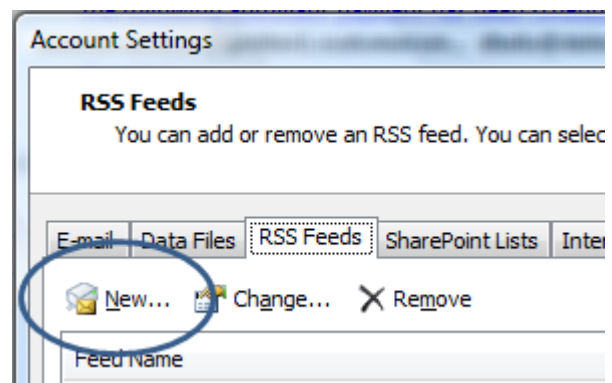 Account Settings
RSS Feeds
You can add or remove an RSS feed. You can selec
E-mail Data Files RSS Feeds SharePoint Lists Inter
New... Change... Remove
Feed Name